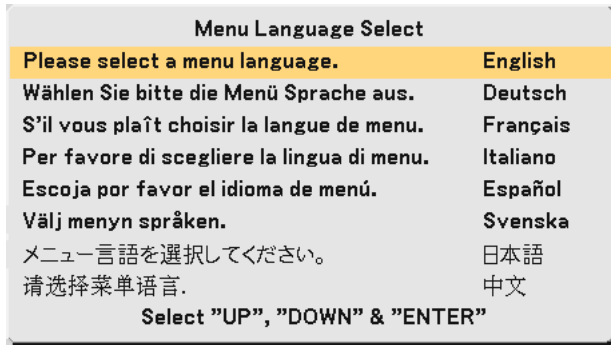 Menu Language Select
Please select a menu language. English
Wählen Sie bitte die Menü Sprache aus. Deutsch
S'il vous plaît choisir la langue de menu. Français
Per favore di scegliere la lingua di menu. Italiano
Escoja por favor el idioma de menú. Español
Välj menyn språken. Svenska
メニュー言語を選択してください。 日本語
请选择菜单语言. 中文
Select "UP", "DOWN" & "ENTER"